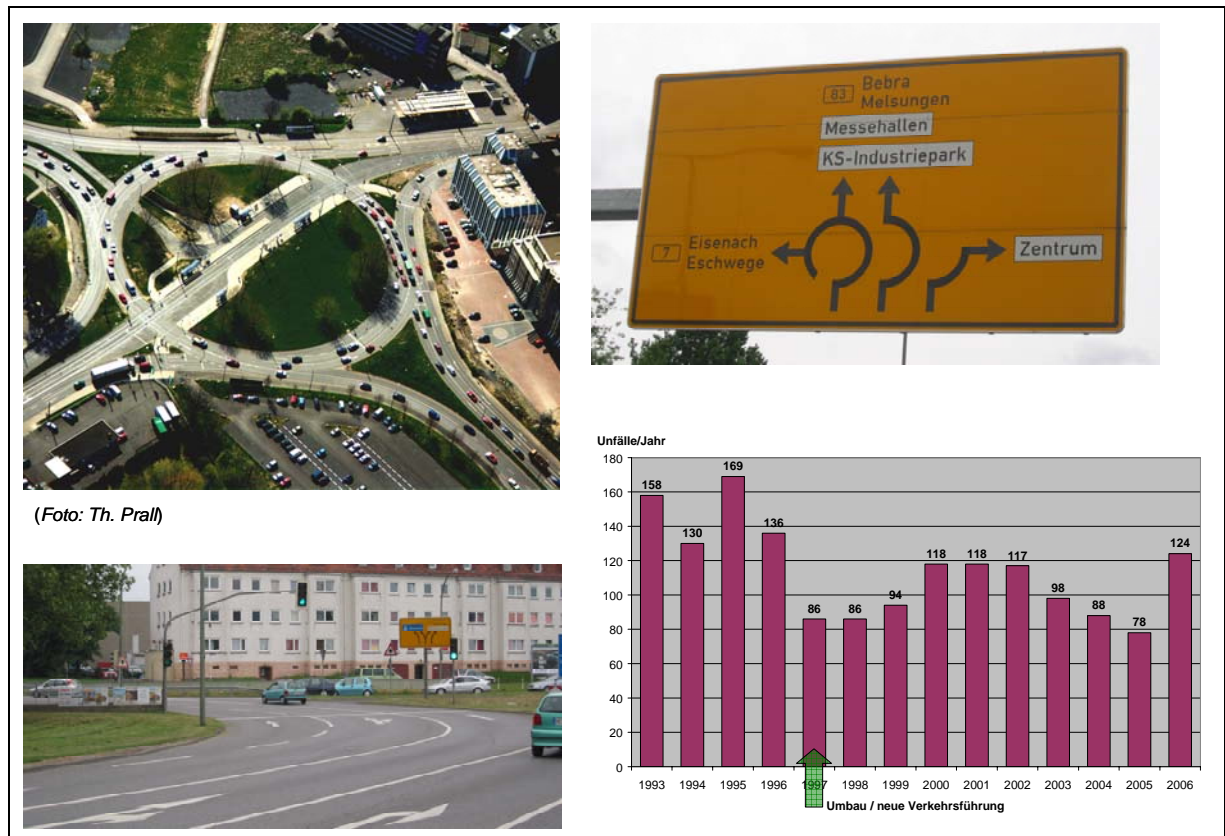 (Foto: Th. Prall)
83 Bebra
Melsungen
Messehallen
KS-Industriepark
7 Eisenach
Eschwege
Zentrum
Unfälle/Jahr
180
160
140
120
100
80
60
40
20
0
158
130
169
136
86
86
94
118
118
117
98
88
78
124
1993 1994 1995 1996 1997 1998 1999 2000 2001 2002 2003 2004 2005 2006
Umbau / neue Verkehrsführung